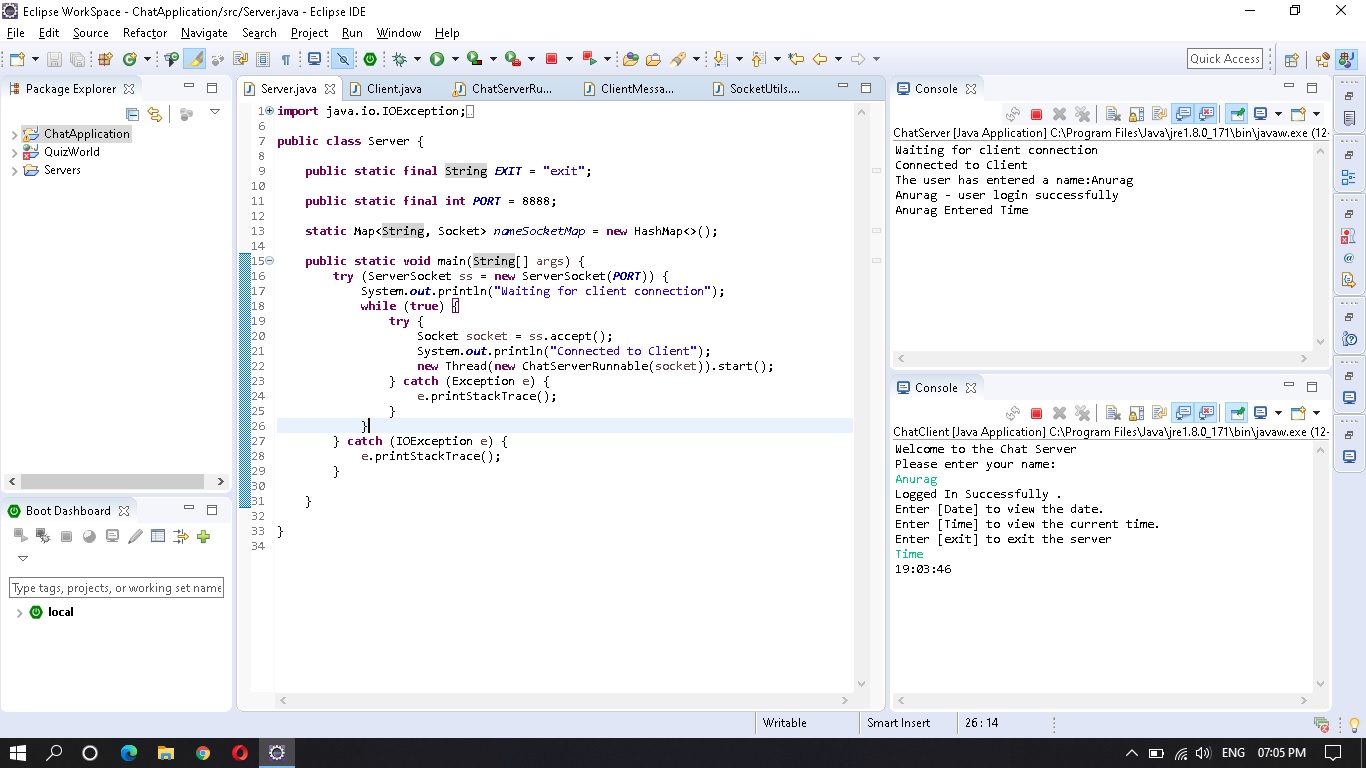 Eclipse WorkSpace - ChatApplication/src/Server.java - Eclipse IDE
File Edit Source Refactor Navigate Search Project Run Window Help
Quick Access
Package Explorer
ChatApplication
QuizWorld
Servers
Boot Dashboard
Type tags, projects, or working set name
local
Server.java Client.java ChatServerRu... ClientMessa... SocketUtils....
1 import java.io.IOException;
6
7 public class Server {
8
9 public static final String EXIT = "exit";
10
11 public static final int PORT = 8888;
12
13 static Map<String, Socket> nameSocketMap = new HashMap<>();
14
15 public static void main(String[] args) {
16 try (ServerSocket ss = new ServerSocket(PORT)) {
17 System.out.println("Waiting for client connection");
18 while (true) {
19 try {
20 Socket socket = ss.accept();
21 System.out.println("Connected to Client");
22 new Thread(new ChatServerRunnable(socket)).start();
23 } catch (Exception e) {
24 e.printStackTrace();
25 }
26 }
27 } catch (IOException e) {
28 e.printStackTrace();
29 }
30
31 }
32
33 }
34
Console
ChatServer [Java Application] C:\Program Files\Java\jre1.8.0_171\bin\javaw.exe (12-
Waiting for client connection
Connected to Client
The user has entered a name:Anurag
Anurag - user login successfully
Anurag Entered Time
Console
ChatClient [Java Application] C:\Program Files\Java\jre1.8.0_171\bin\javaw.exe (12-
Welcome to the Chat Server
Please enter your name:
Anurag
Logged In Successfully .
Enter [Date] to view the date.
Enter [Time] to view the current time.
Enter [exit] to exit the server
Time
19:03:46
Writable Smart Insert 26 : 14
ENG 07:05 PM